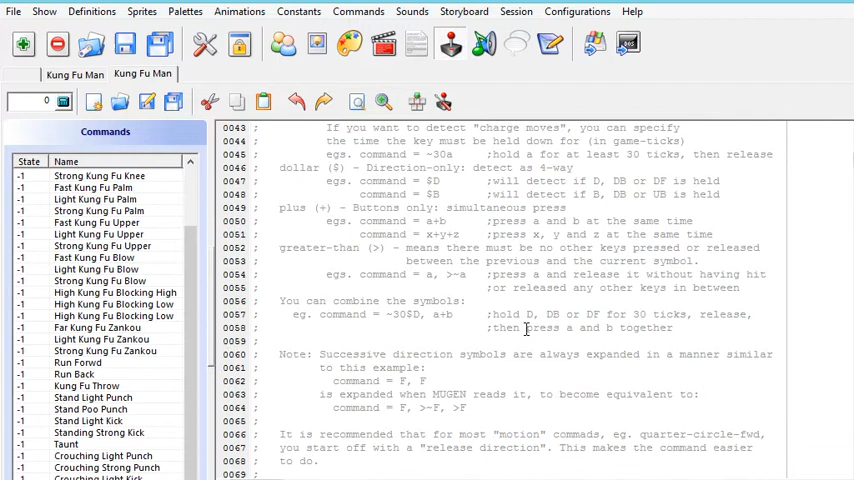 File Show Definitions Sprites Palettes Animations Constants Commands Sounds Storyboard Session Configurations Help
Kung Fu Man Kung Fu Man
0
Commands
State Name
-1 Strong Kung Fu Knee
-1 Fast Kung Fu Palm
-1 Light Kung Fu Palm
-1 Strong Kung Fu Palm
-1 Fast Kung Fu Upper
-1 Light Kung Fu Upper
-1 Strong Kung Fu Upper
-1 Fast Kung Fu Blow
-1 Light Kung Fu Blow
-1 Strong Kung Fu Blow
-1 High Kung Fu Blocking High
-1 High Kung Fu Blocking Low
-1 High Kung Fu Blocking Low
-1 Far Kung Fu Zankou
-1 Light Kung Fu Zankou
-1 Strong Kung Fu Zankou
-1 Run Forwd
-1 Run Back
-1 Kung Fu Throw
-1 Stand Light Punch
-1 Stand Poo Punch
-1 Stand Light Kick
-1 Standing Strong Kick
-1 Taunt
-1 Crouching Light Punch
-1 Crouching Strong Punch
-1 Crouching Light Kick
0043 ; If you want to detect "charge moves", you can specify
0044 ; the time the key must be held down for (in game-ticks)
0045 ; egs. command = ~30a ;hold a for at least 30 ticks, then release
0046 ; dollar ($) - Direction-only: detect as 4-way
0047 ; egs. command = $D ;will detect if D, DB or DF is held
0048 ; command = $B ;will detect if B, DB or UB is held
0049 ; plus (+) - Buttons only: simultaneous press
0050 ; egs. command = a+b ;press a and b at the same time
0051 ; command = x+y+z ;press x, y and z at the same time
0052 ; greater-than (>) - means there must be no other keys pressed or released
0053 ; between the previous and the current symbol.
0054 ; egs. command = a, >~a ;press a and release it without having hit
0055 ; ;or released any other keys in between
0056 ; You can combine the symbols:
0057 ; eg. command = ~30$D, a+b ;hold D, DB or DF for 30 ticks, release,
0058 ; ;then press a and b together
0059 ;
0060 ; Note: Successive direction symbols are always expanded in a manner similar
0061 ; to this example:
0062 ; command = F, F
0063 ; is expanded when MUGEN reads it, to become equivalent to:
0064 ; command = F, >~F, >F
0065 ;
0066 ; It is recommended that for most "motion" commads, eg. quarter-circle-fwd,
0067 ; you start off with a "release direction". This makes the command easier
0068 ; to do.
0069 ;